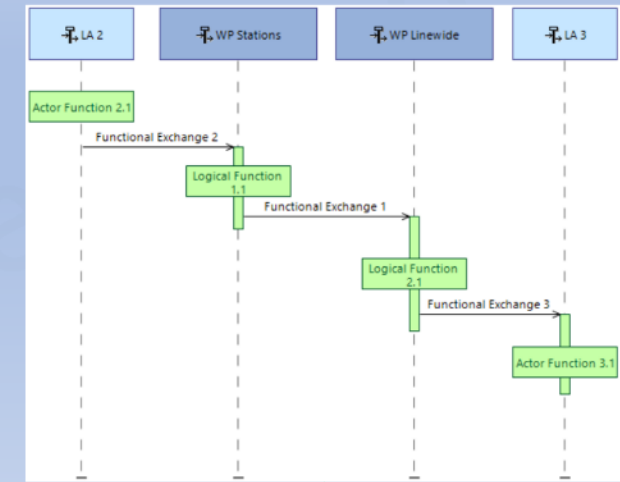 LA 2
WP Stations
WP Linewide
LA 3
Actor Function 2.1
Functional Exchange 2
Logical Function
1.1
Functional Exchange 1
Logical Function
2.1
Functional Exchange 3
Actor Function 3.1